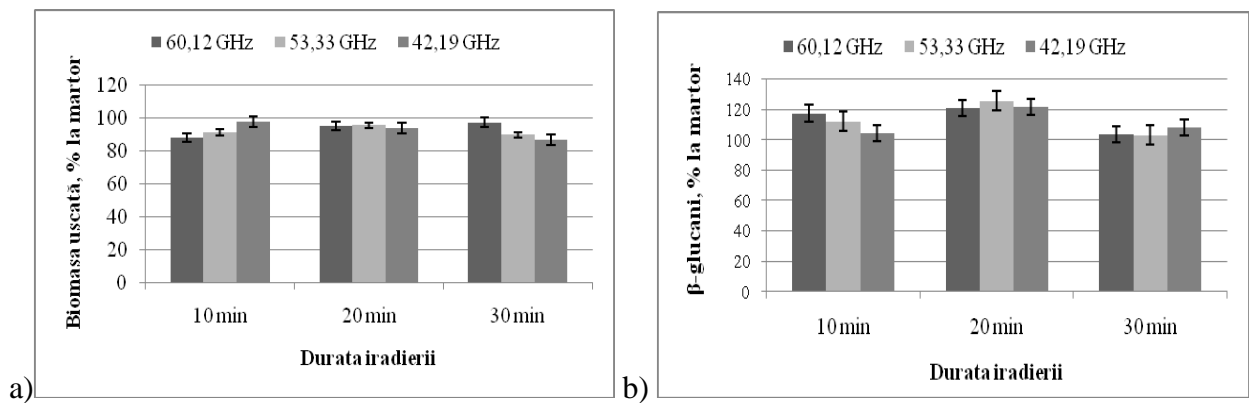 60,12 GHz 53,33 GHz 42,19 GHz
Biomasa uscată, % la martor
120
100
80
60
40
20
0
10 min 20 min 30 min
Durata iradierii
a)
60,12 GHz 53,33 GHz 42,19 GHz
β-glucani, % la martor
140
120
100
80
60
40
20
0
10 min 20 min 30 min
Durata iradierii
b)